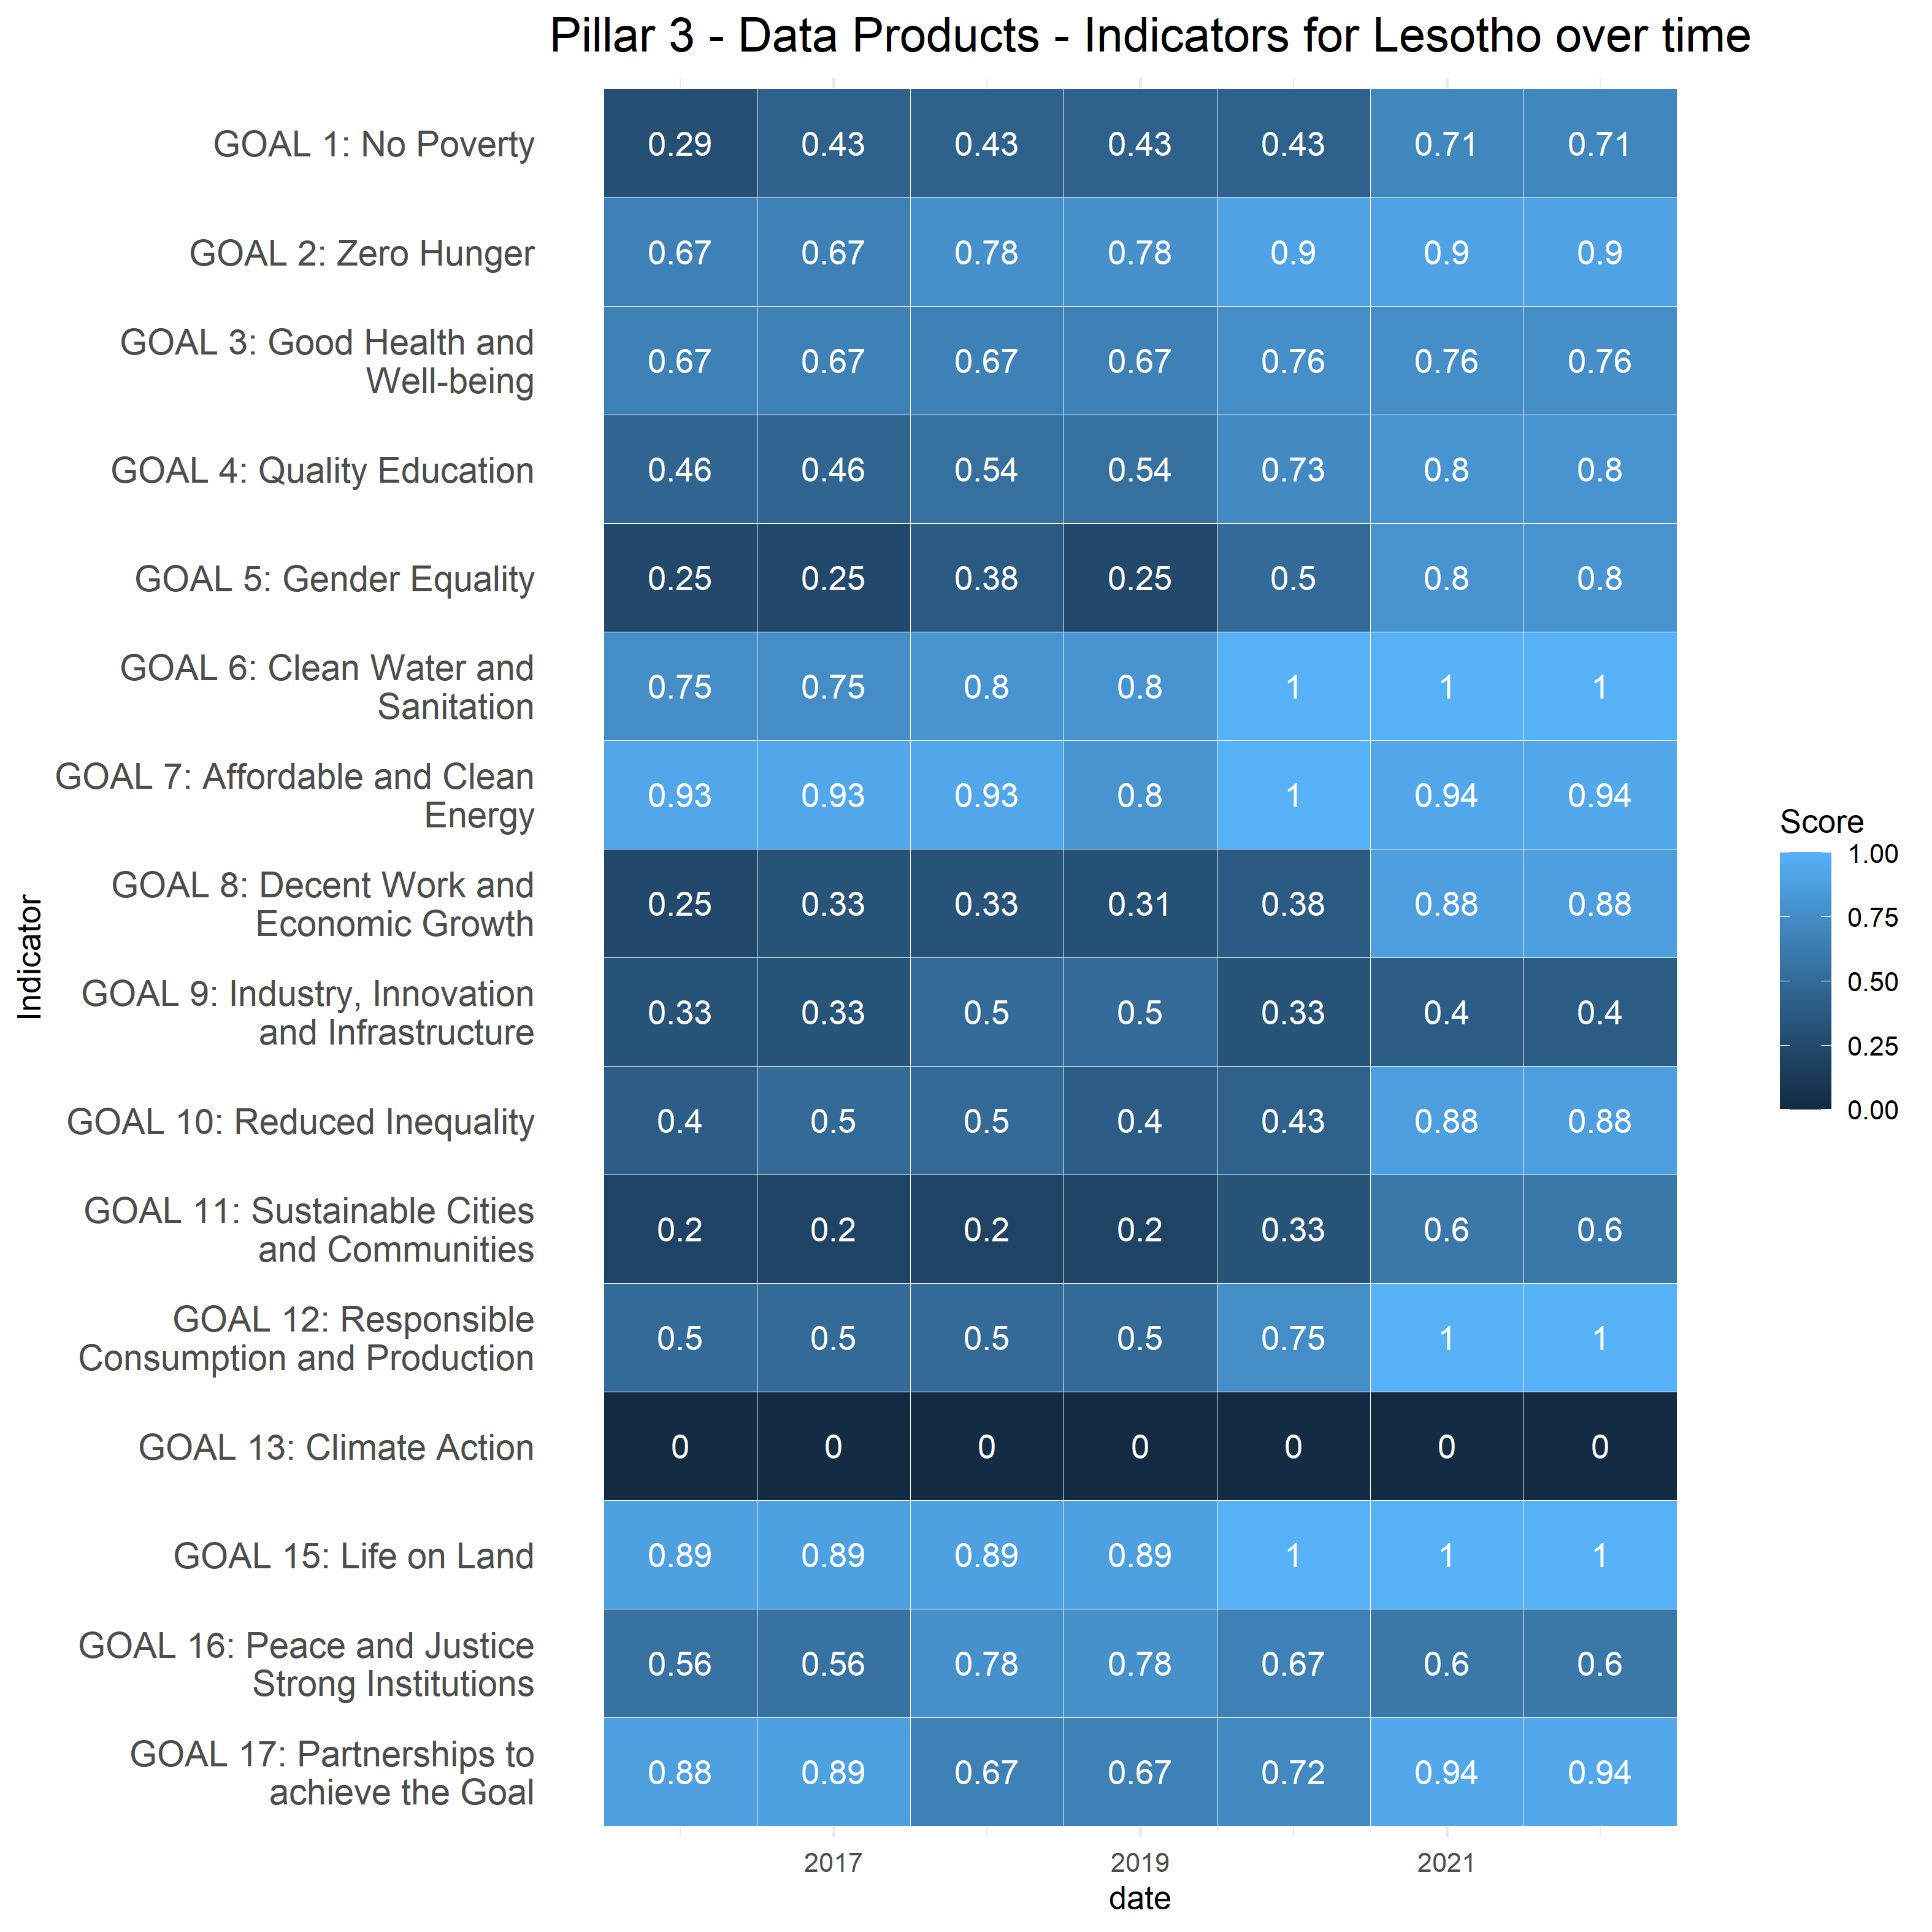 Pillar 3 - Data Products - Indicators for Lesotho over time
GOAL 1: No Poverty
0.29 0.43 0.43 0.43 0.43 0.71 0.71
GOAL 2: Zero Hunger
0.67 0.67 0.78 0.78 0.9 0.9 0.9
GOAL 3: Good Health and
Well-being
0.67 0.67 0.67 0.67 0.76 0.76 0.76
GOAL 4: Quality Education
0.46 0.46 0.54 0.54 0.73 0.8 0.8
GOAL 5: Gender Equality
0.25 0.25 0.38 0.25 0.5 0.8 0.8
GOAL 6: Clean Water and
Sanitation
0.75 0.75 0.8 0.8 1 1 1
GOAL 7: Affordable and Clean
Energy
0.93 0.93 0.93 0.8 1 0.94 0.94
GOAL 8: Decent Work and
Economic Growth
0.25 0.33 0.33 0.31 0.38 0.88 0.88
GOAL 9: Industry, Innovation
and Infrastructure
0.33 0.33 0.5 0.5 0.33 0.4 0.4
GOAL 10: Reduced Inequality
0.4 0.5 0.5 0.4 0.43 0.88 0.88
GOAL 11: Sustainable Cities
and Communities
0.2 0.2 0.2 0.2 0.33 0.6 0.6
GOAL 12: Responsible
Consumption and Production
0.5 0.5 0.5 0.5 0.75 1 1
GOAL 13: Climate Action
0 0 0 0 0 0 0
GOAL 15: Life on Land
0.89 0.89 0.89 0.89 1 1 1
GOAL 16: Peace and Justice
Strong Institutions
0.56 0.56 0.78 0.78 0.67 0.6 0.6
GOAL 17: Partnerships to
achieve the Goal
0.88 0.89 0.67 0.67 0.72 0.94 0.94
2017 2019 2021
date
Indicator
Score
1.00
0.75
0.50
0.25
0.00